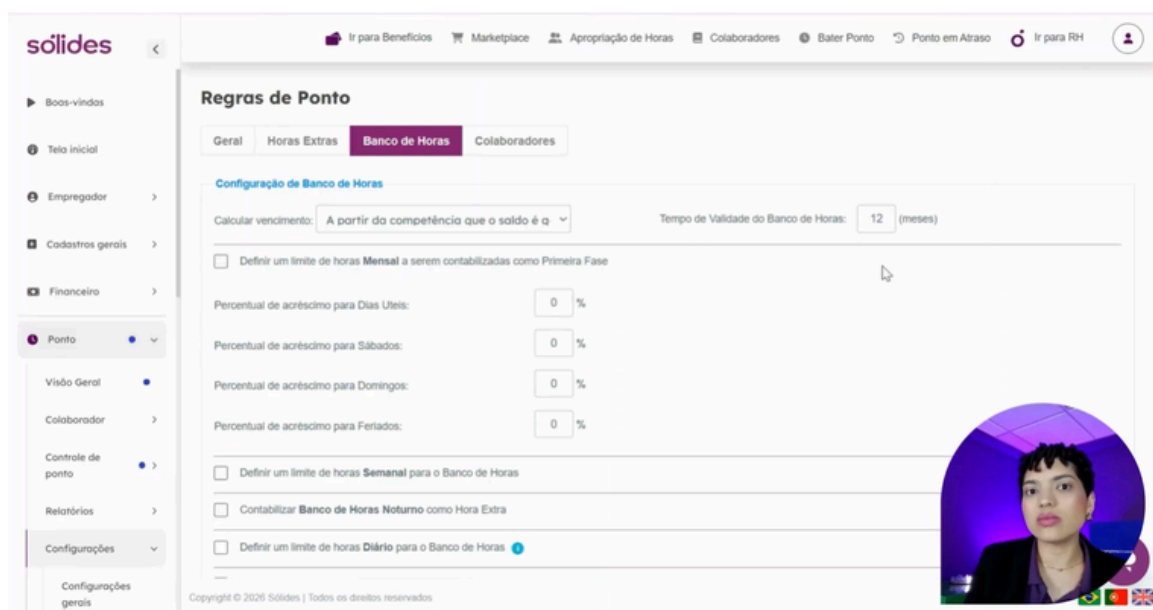 sólides
Ir para Benefícios
Marketplace
Apropriação de Horas
Colaboradores
Bater Ponto
Ponto em Atraso
Ir para RH
Boas-vindas
Tela inicial
Empregador
Cadastros gerais
Financeiro
Ponto
Visão Geral
Colaborador
Controle de
ponto
Relatórios
Configurações
Configurações
gerais
Regras de Ponto
Geral
Horas Extras
Banco de Horas
Colaboradores
Configuração de Banco de Horas
Calcular vencimento: A partir da competência que o saldo é g
Tempo de Validade do Banco de Horas: 12 (meses)
Definir um limite de horas Mensal a serem contabilizadas como Primeira Fase
Percentual de acréscimo para Dias Uteis: 0 %
Percentual de acréscimo para Sábados: 0 %
Percentual de acréscimo para Domingos: 0 %
Percentual de acréscimo para Feriados: 0 %
Definir um limite de horas Semanal para o Banco de Horas
Contabilizar Banco de Horas Noturno como Hora Extra
Definir um limite de horas Diário para o Banco de Horas
Copyright © 2026 Sólides | Todos os direitos reservados